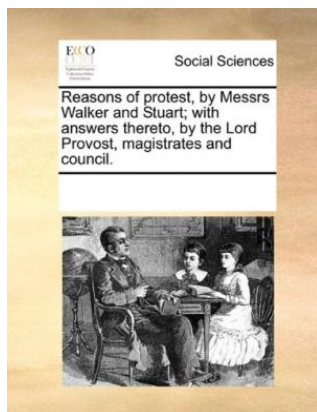 ECCO
Social Sciences
Reasons of protest, by Messrs
Walker and Stuart; with
answers thereto, by the Lord
Provost, magistrates and
council.